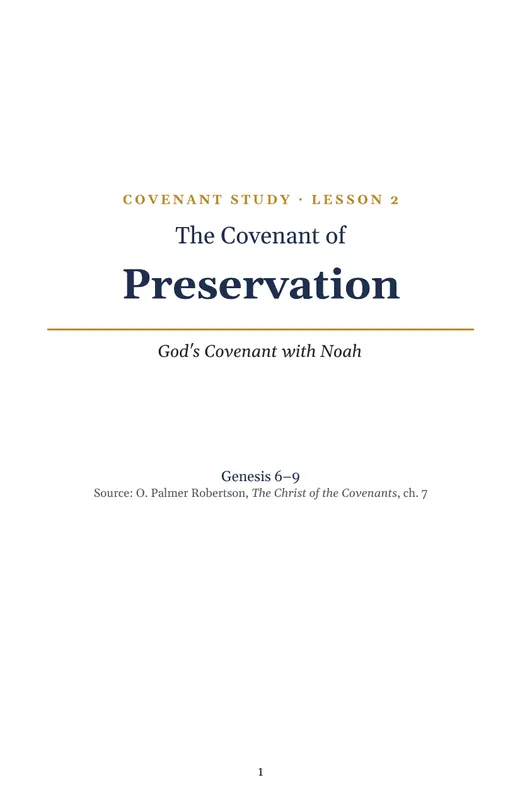 COVENANT STUDY · LESSON 2
The Covenant of
Preservation
God's Covenant with Noah
Genesis 6–9
Source: O. Palmer Robertson, The Christ of the Covenants, ch. 7
1